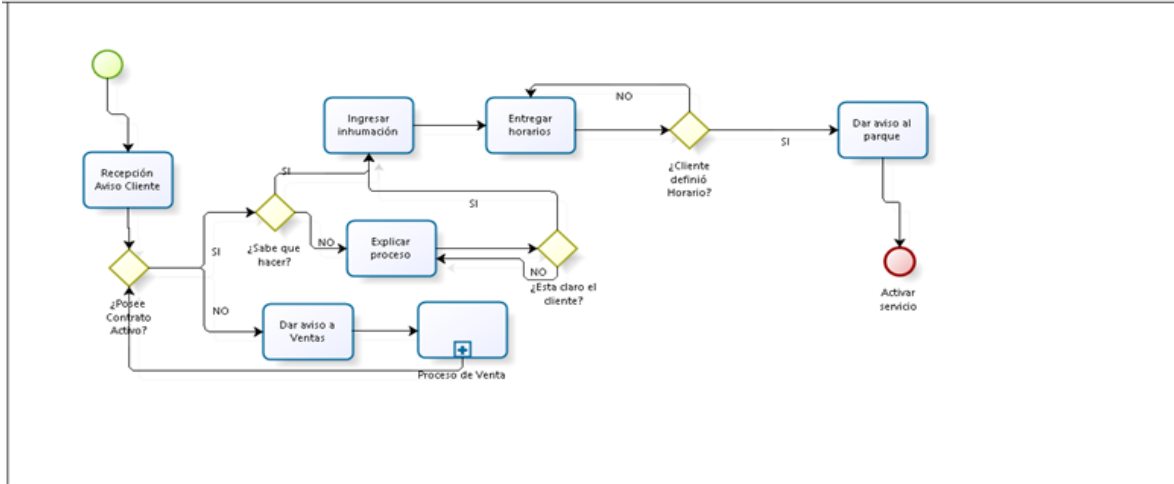 Recepción
Aviso Cliente
¿Posee
Contrato
Activo?
SI
NO
¿Sabe que
hacer?
SI
NO
Ingresar
inhumación
Explicar
proceso
¿Esta claro el
cliente?
SI
NO
Dar aviso a
Ventas
Proceso de Venta
Entregar
horarios
¿Cliente
definió
Horario?
NO
SI
Dar aviso al
parque
Activar
servicio